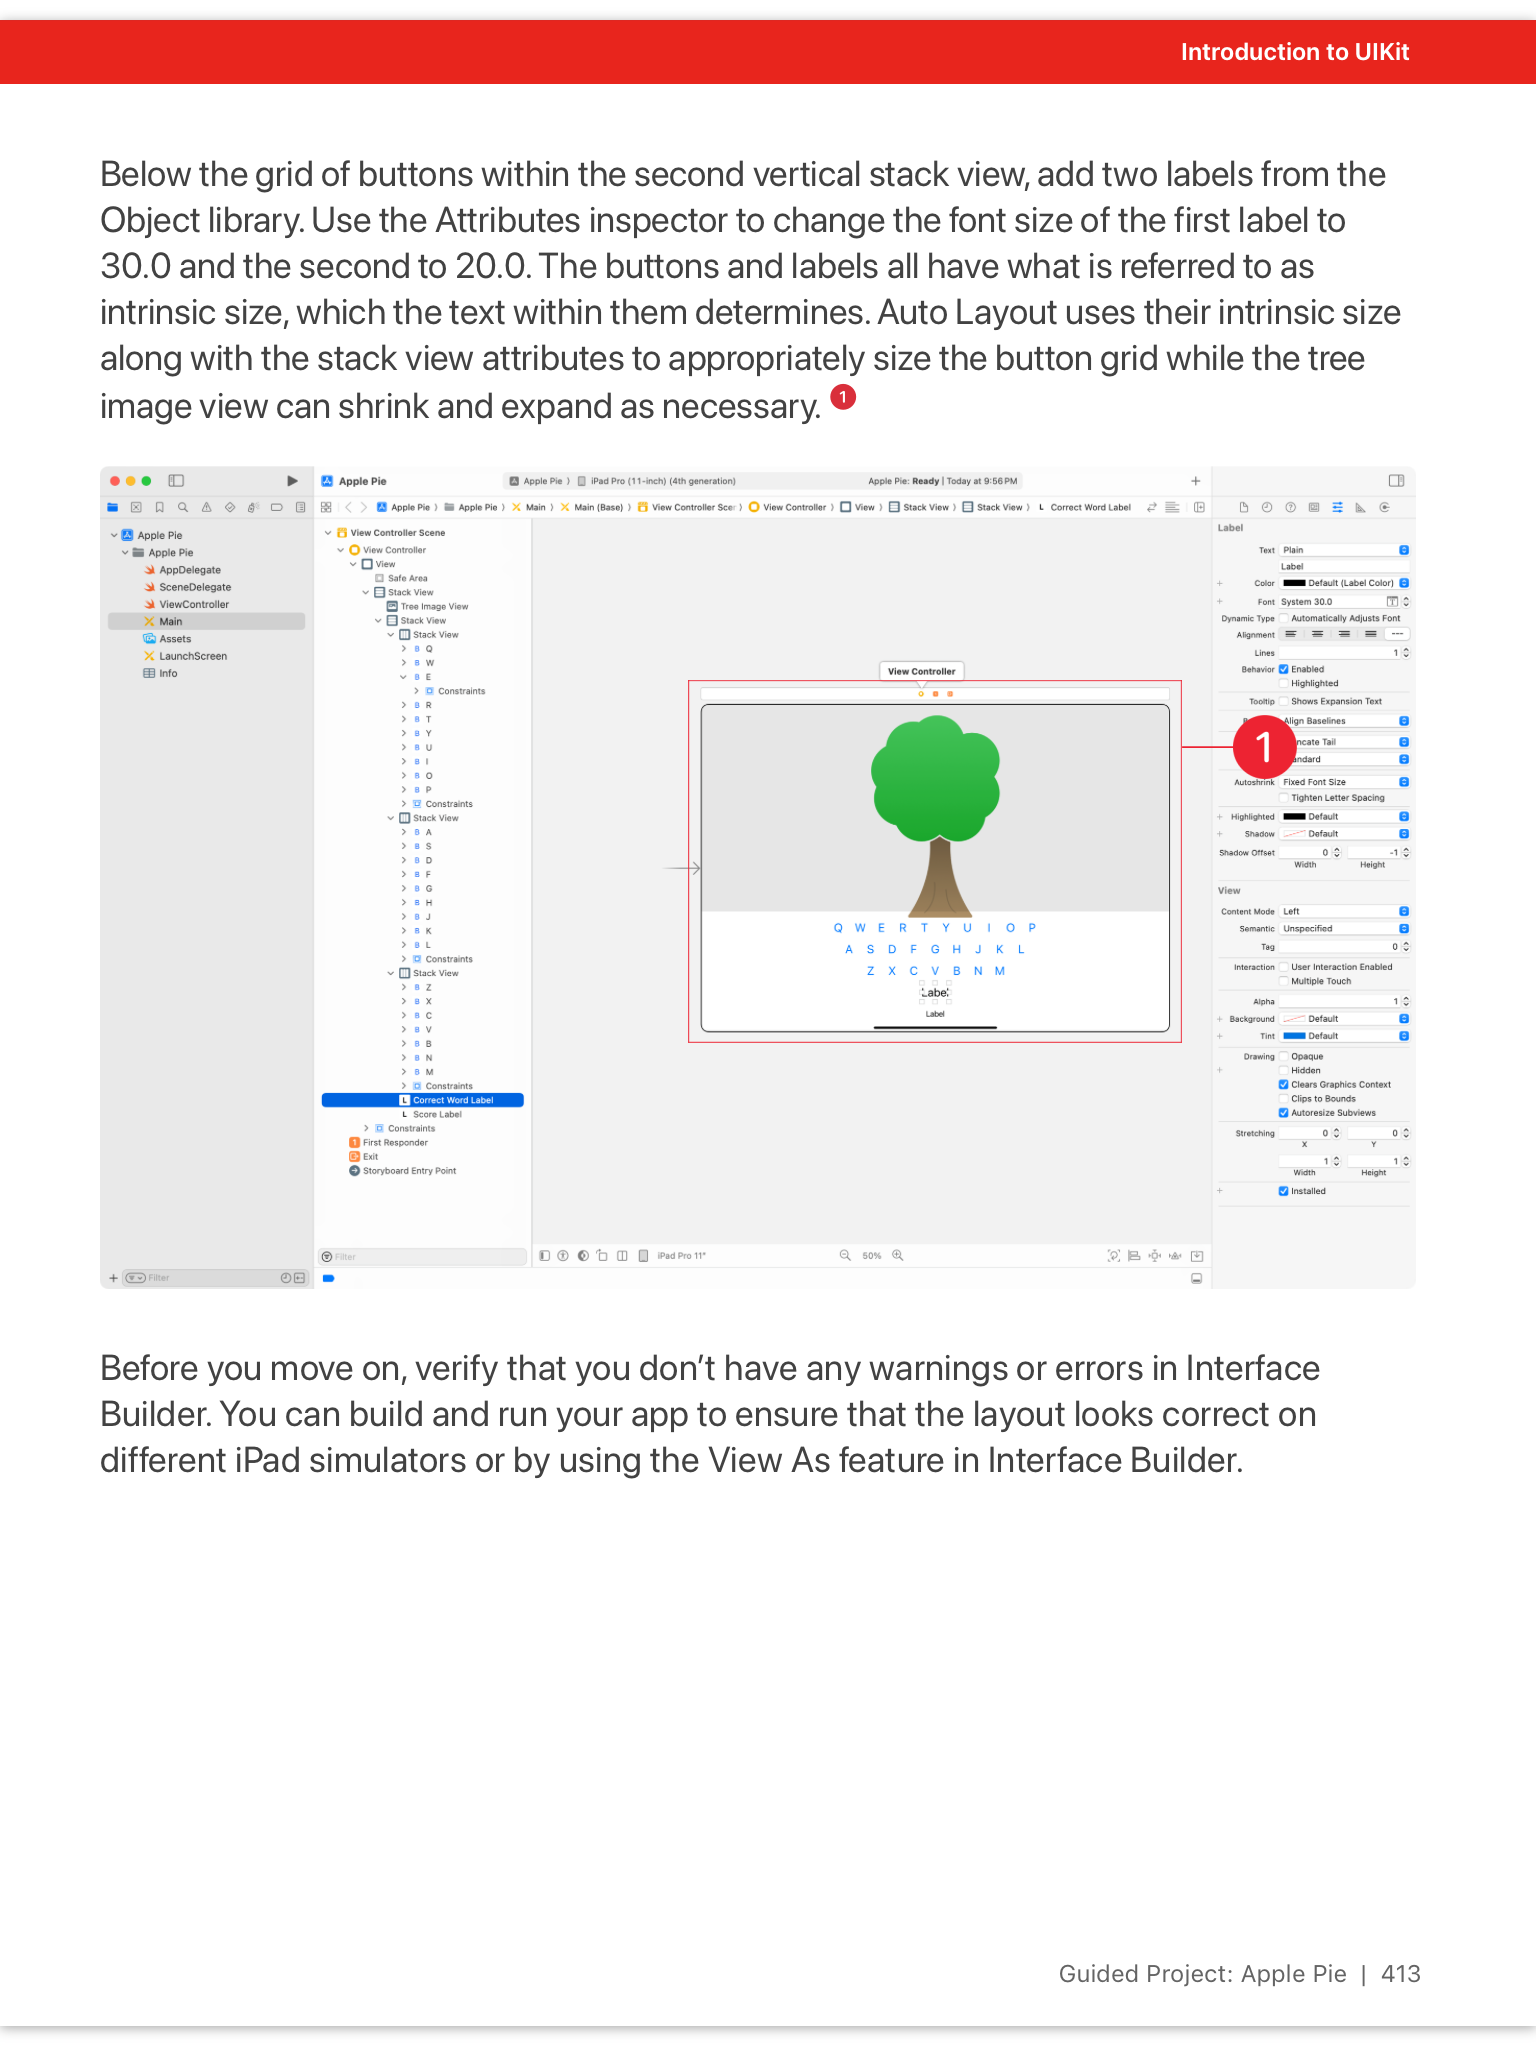 Introduction to UIKit
Below the grid of buttons within the second vertical stack view, add two labels from the
Object library. Use the Attributes inspector to change the font size of the first label to
30.0 and the second to 20.0. The buttons and labels all have what is referred to as
intrinsic size, which the text within them determines. Auto Layout uses their intrinsic size
along with the stack view attributes to appropriately size the button grid while the tree
image view can shrink and expand as necessary. 1
Apple Pie
Apple Pie
AppDelegate
SceneDelegate
ViewController
Main
Assets
LaunchScreen
Info
Filter
Apple Pie
Apple Pie 〉 iPad Pro (11-inch) (4th generation)
Apple Pie: Ready | Today at 9:56 PM
Apple Pie 〉 Apple Pie 〉 Main 〉 Main (Base) 〉 View Controller Scer 〉 View Controller 〉 View 〉 Stack View 〉 Stack View 〉 L Correct Word Label
View Controller Scene
View Controller
View
Safe Area
Stack View
Tree Image View
Stack View
Stack View
B Q
B W
B E
Constraints
B R
B T
B Y
B U
B I
B O
B P
Constraints
Stack View
B A
B S
B D
B F
B G
B H
B J
B K
B L
Constraints
Stack View
B Z
B X
B C
B V
B B
B N
B M
Constraints
L Correct Word Label
L Score Label
Constraints
1 First Responder
Exit
Storyboard Entry Point
Filter
View Controller
Q W E R T Y U I O P
A S D F G H J K L
Z X C V B N M
Label
Label
iPad Pro 11"
50%
1
Label
Text Plain
Label
Color Default (Label Color)
Font System 30.0
Dynamic Type Automatically Adjusts Font
Alignment
Lines 1
Behavior Enabled
Highlighted
Tooltip Shows Expansion Text
Align Baselines
ncate Tail
andard
Autoshrink Fixed Font Size
Tighten Letter Spacing
Highlighted Default
Shadow Default
Shadow Offset 0 -1
Width Height
View
Content Mode Left
Semantic Unspecified
Tag 0
Interaction User Interaction Enabled
Multiple Touch
Alpha 1
Background Default
Tint Default
Drawing Opaque
Hidden
Clears Graphics Context
Clips to Bounds
Autoresize Subviews
Stretching 0 0
X Y
1 1
Width Height
Installed
Before you move on, verify that you don’t have any warnings or errors in Interface
Builder. You can build and run your app to ensure that the layout looks correct on
different iPad simulators or by using the View As feature in Interface Builder.
Guided Project: Apple Pie | 413